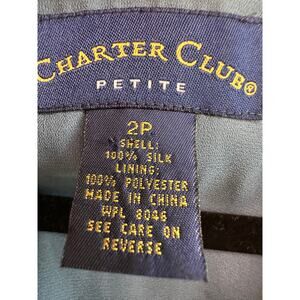 CHARTER CLUB®
PETITE
2P
SHELL:
100% SILK
LINING:
100% POLYESTER
MADE IN CHINA
WPL 8046
SEE CARE ON
REVERSE